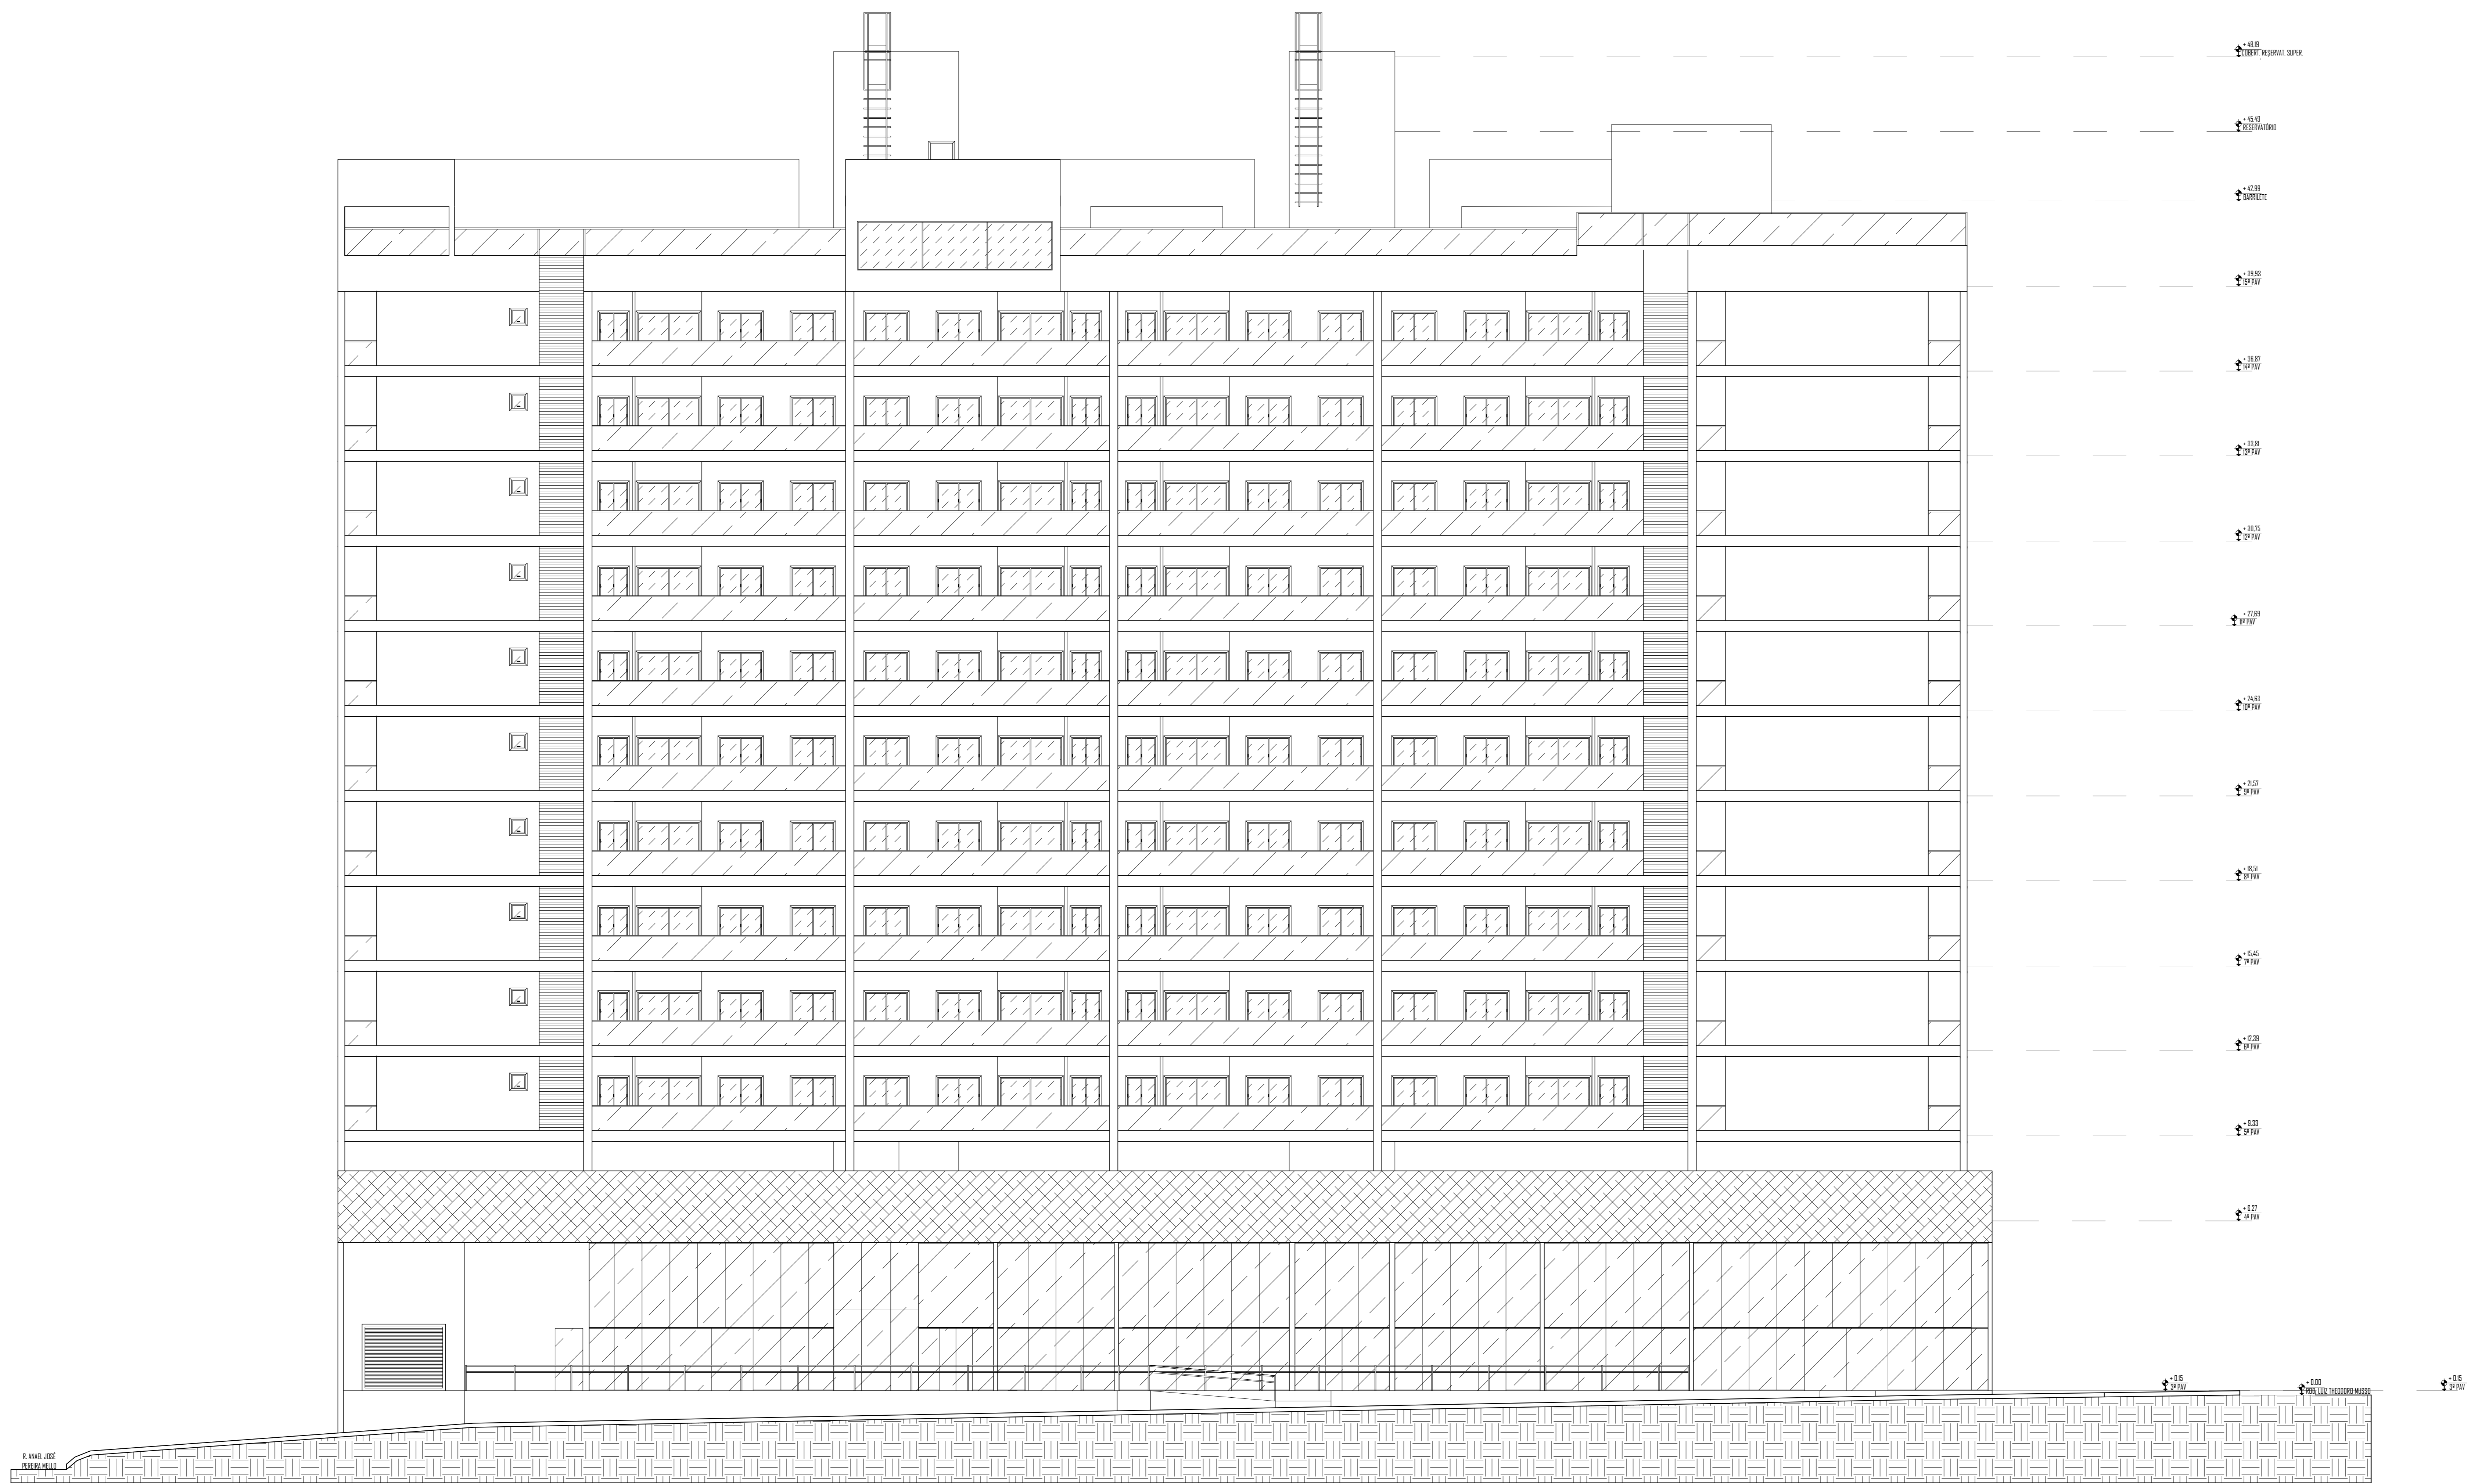 + 48.19
COBERT. RESERVAT. SUPER.
+ 45.49
RESERVATÓRIO
+ 42.99
BARRILETE
+ 39.93
15º PAV
+ 36.87
14º PAV
+ 33.81
13º PAV
+ 30.75
12º PAV
+ 27.69
11º PAV
+ 24.63
10º PAV
+ 21.57
9º PAV
+ 18.51
8º PAV
+ 15.45
7º PAV
+ 12.39
6º PAV
+ 9.33
5º PAV
+ 6.27
4º PAV
+ 0.15
3º PAV
+ 0.00
ROD. LUIZ THEODORO MUSSO
+ 0.15
3º PAV
R. ANAEL JOSÉ
PEREIRA MELLO